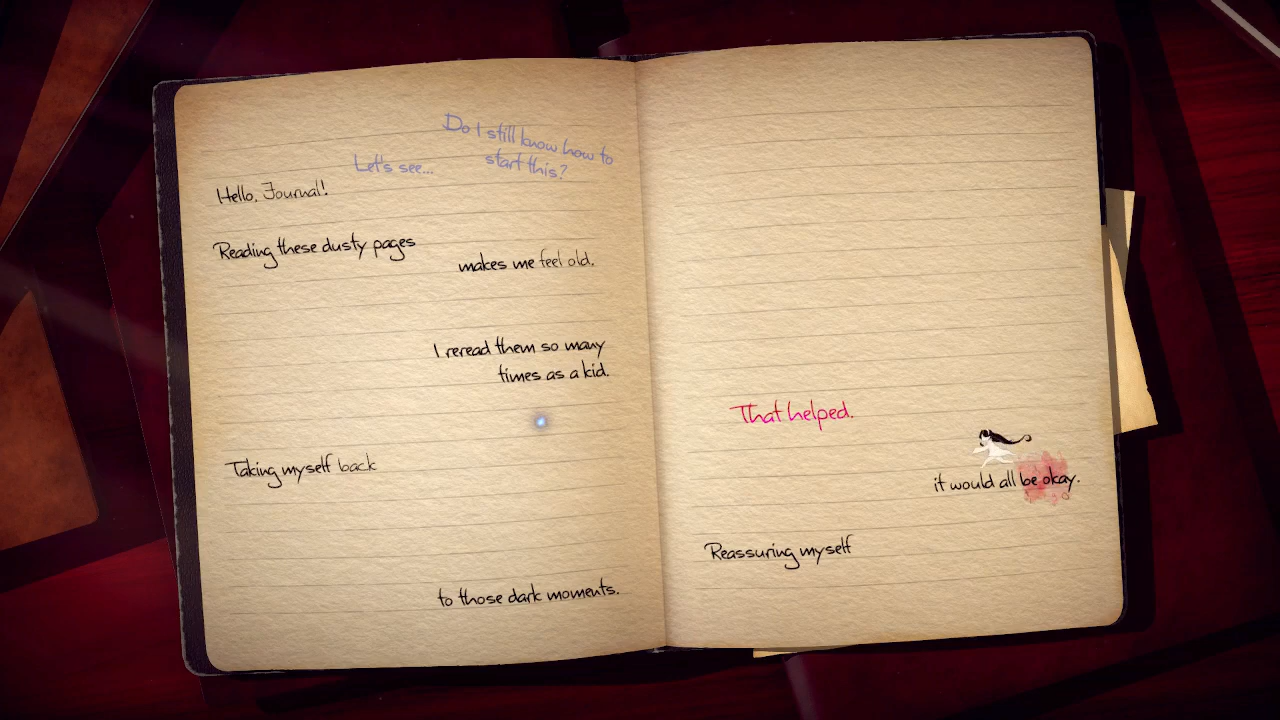 Do I still know how to
start this?
Let's see...
Hello, Journal!
Reading these dusty pages
makes me feel old.
I reread them so many
times as a kid.
Taking myself back
to those dark moments.
That helped.
it would all be okay.
Reassuring myself